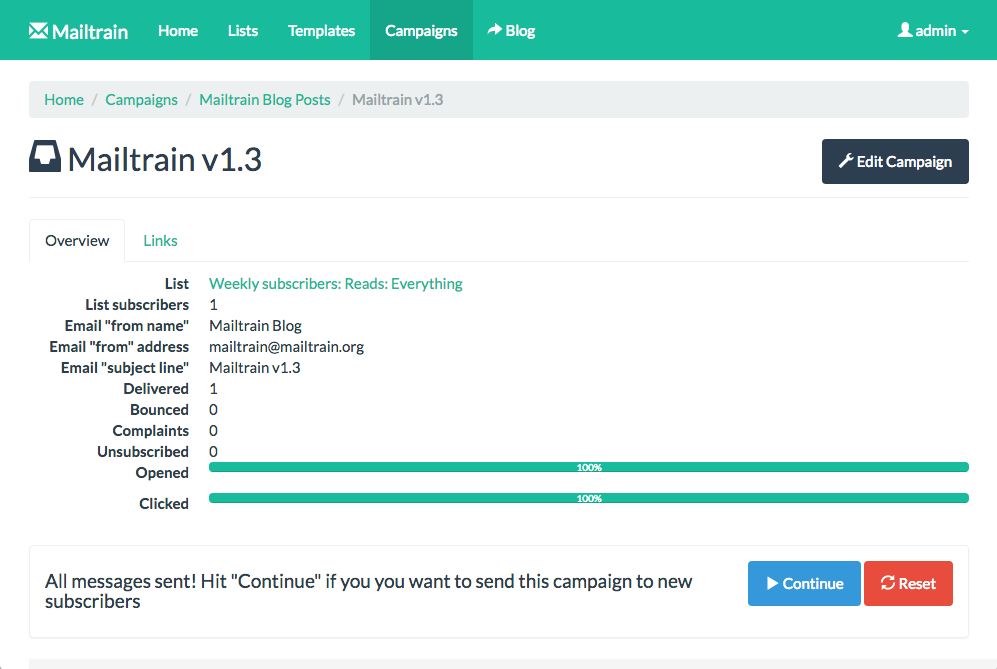 Mailtrain Home Lists Templates Campaigns Blog admin
Home / Campaigns / Mailtrain Blog Posts / Mailtrain v1.3
Mailtrain v1.3
Edit Campaign
Overview Links
List Weekly subscribers: Reads: Everything
List subscribers 1
Email "from name" Mailtrain Blog
Email "from" address mailtrain@mailtrain.org
Email "subject line" Mailtrain v1.3
Delivered 1
Bounced 0
Complaints 0
Unsubscribed 0
Opened 100%
Clicked 100%
All messages sent! Hit "Continue" if you you want to send this campaign to new
subscribers
Continue Reset